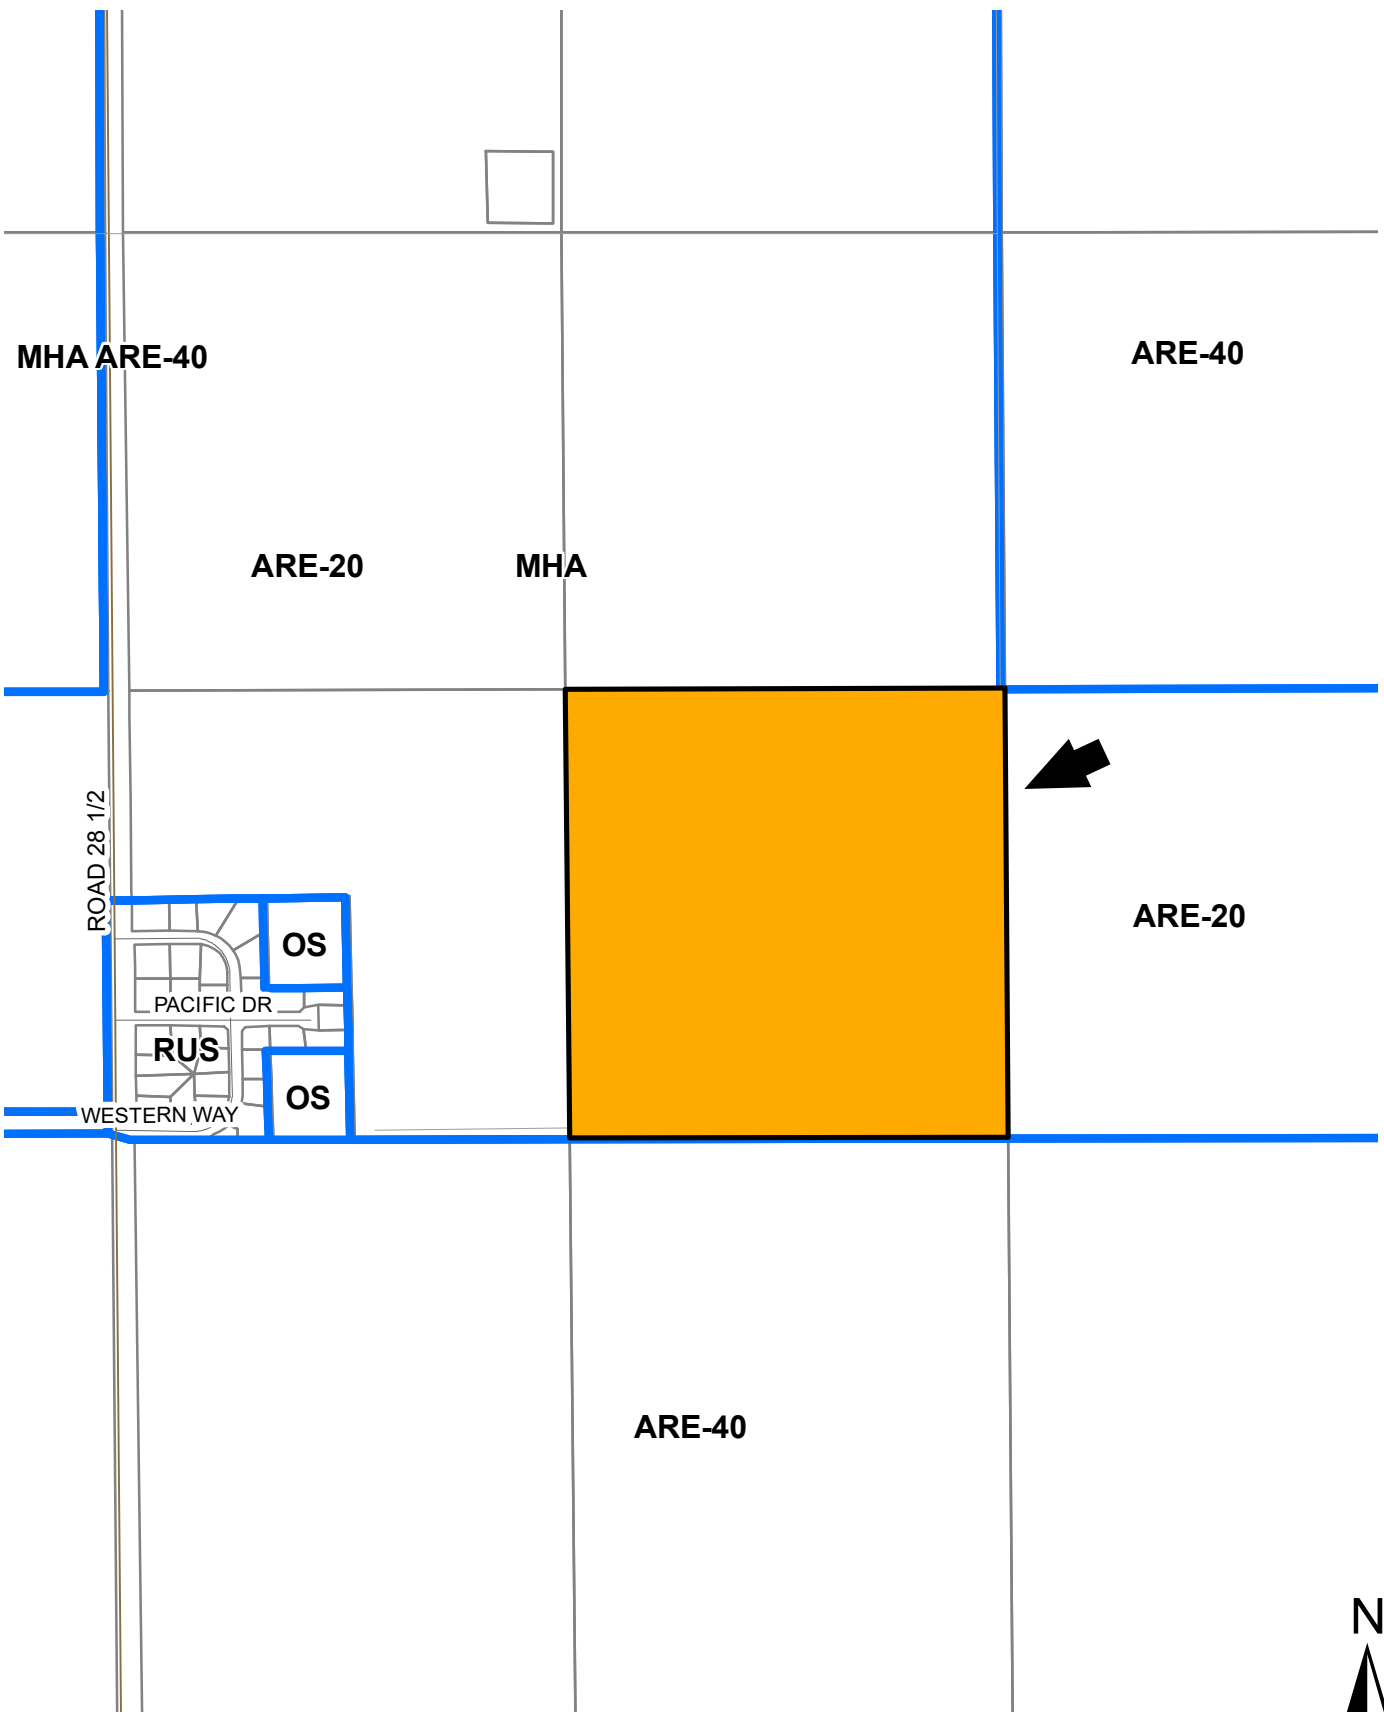 ARE-40
MHA ARE-40
ARE-20 MHA
ROAD 28 1/2
ARE-20
OS
PACIFIC DR
RUS
OS
WESTERN WAY
ARE-40
N